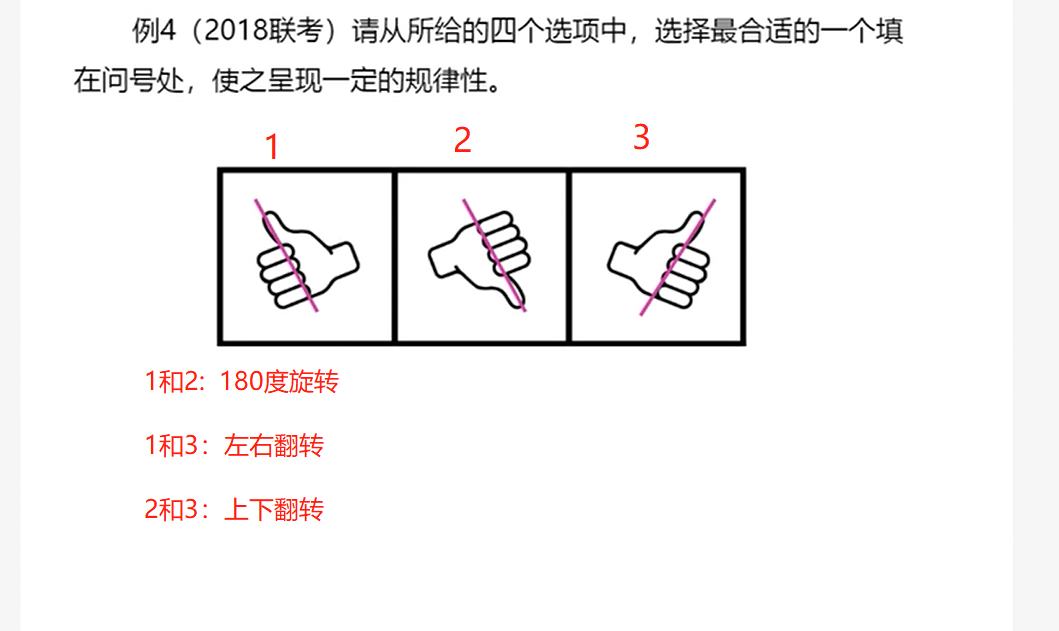 例4（2018联考）请从所给的四个选项中，选择最合适的一个填
在问号处，使之呈现一定的规律性。
1 2 3
1和2：180度旋转
1和3：左右翻转
2和3：上下翻转